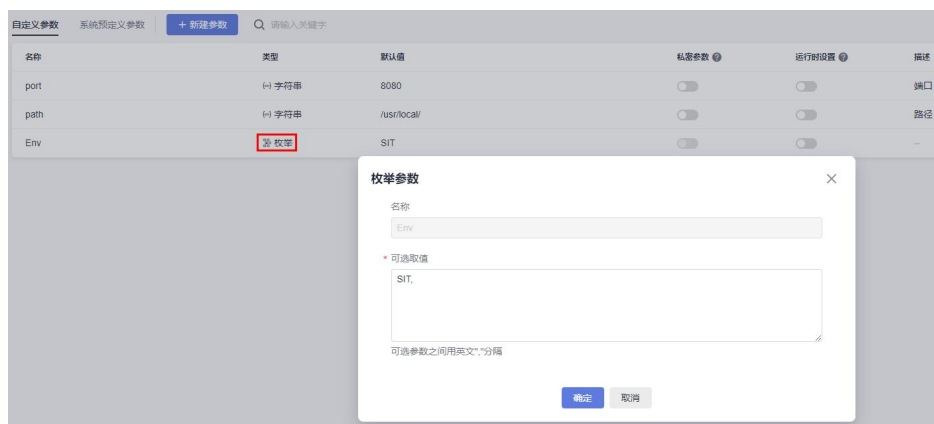 自定义参数 系统预定义参数 + 新建参数 请输入关键字
名称 类型 默认值 私密参数 运行时设置 描述
port 字符串 8080 端口
path 字符串 /usr/local/ 路径
Env 枚举 SIT --
枚举参数
名称
Env
* 可选取值
SIT,
可选参数之间用英文","分隔
确定 取消